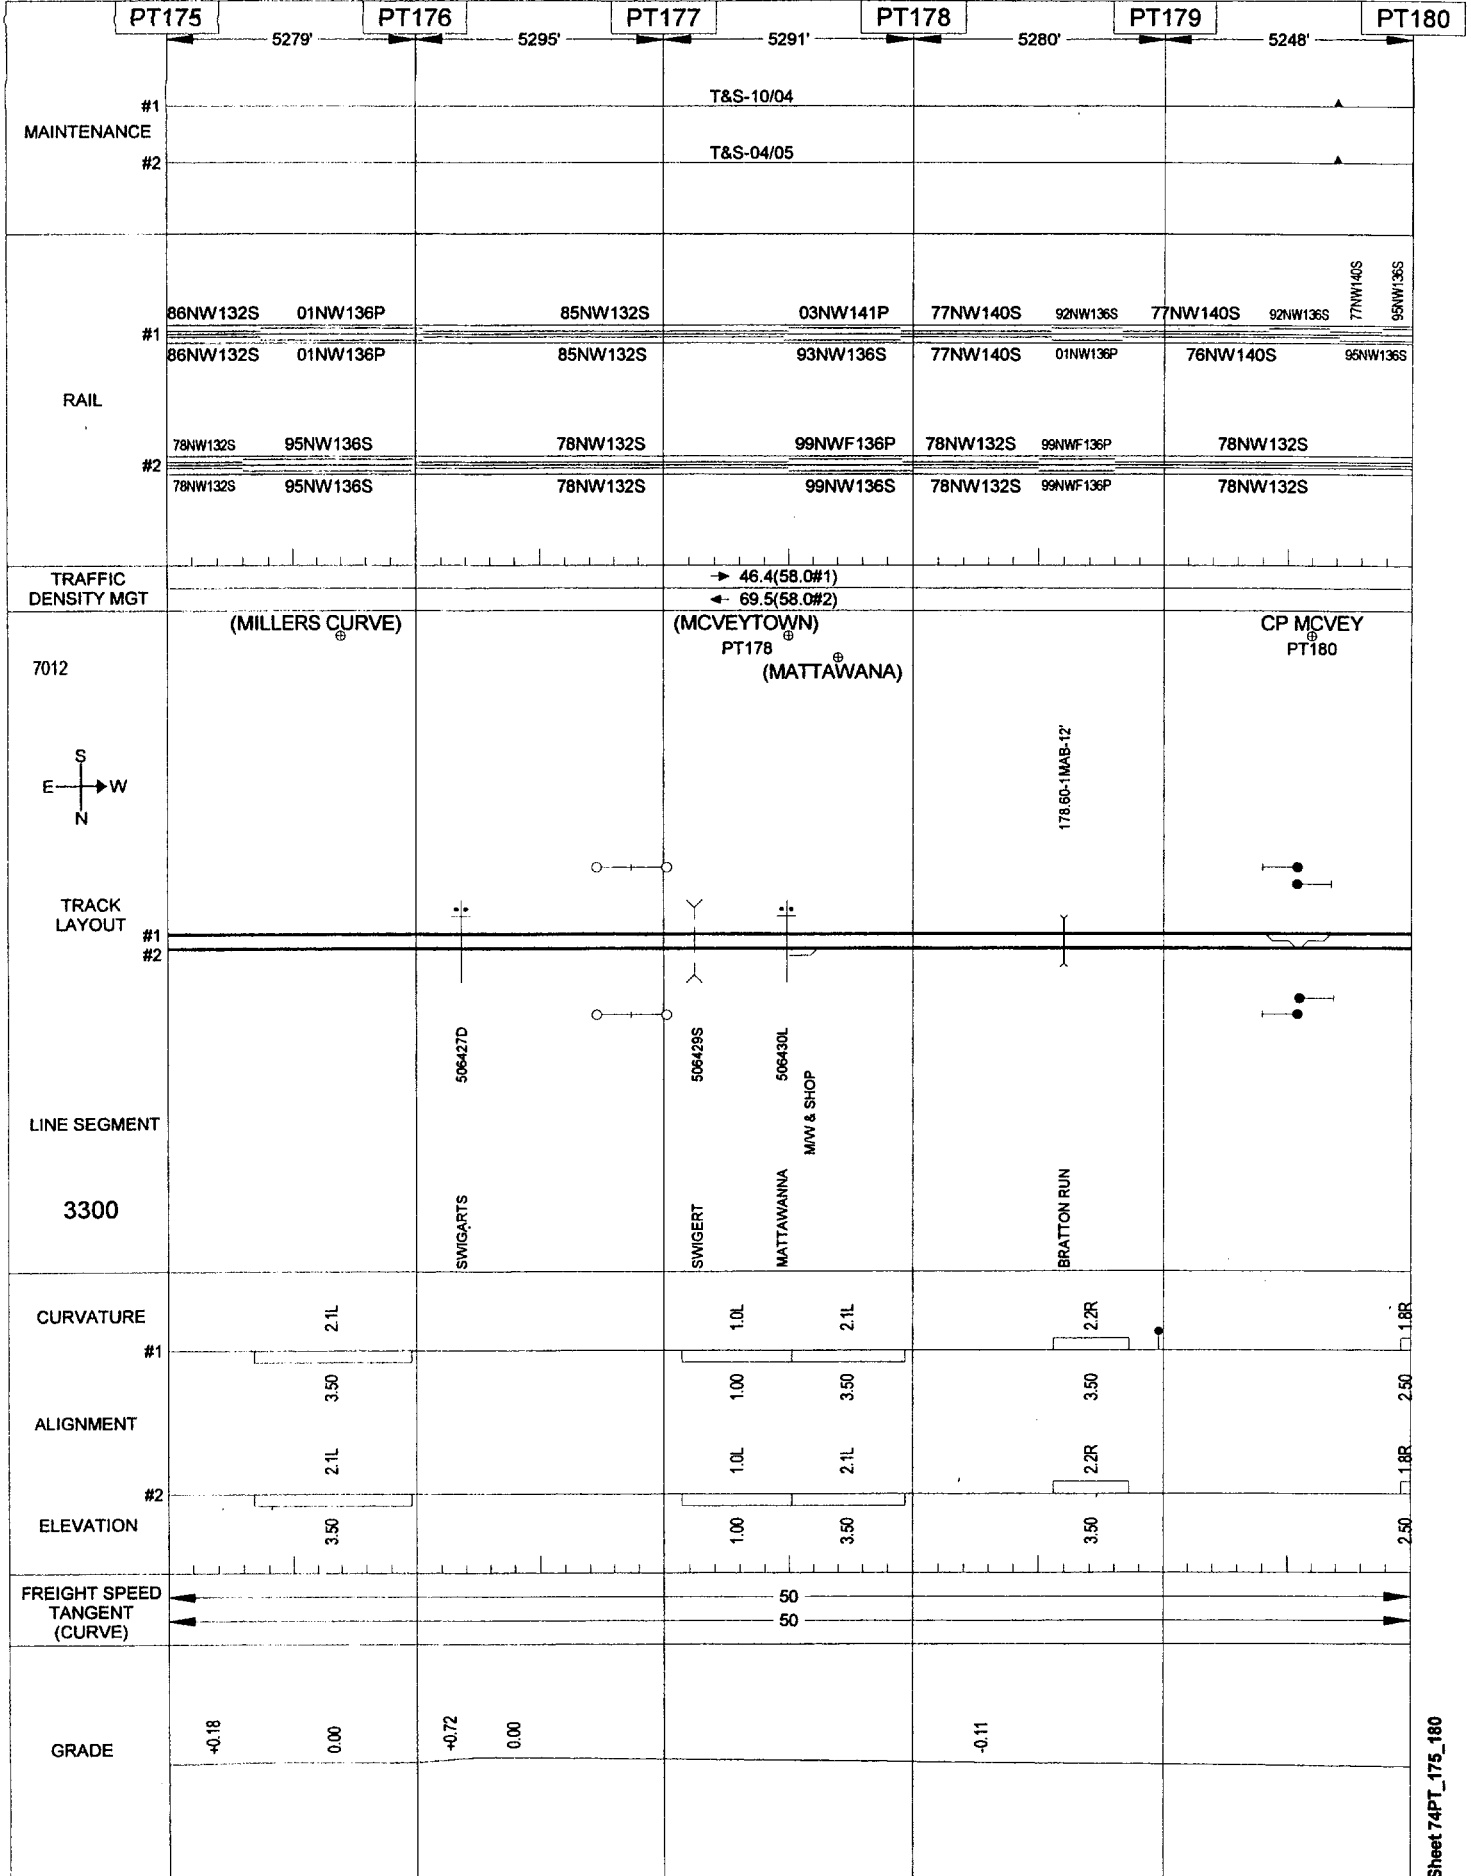 PT175 PT176 PT177 PT178 PT179 PT180
5279' 5295' 5291' 5280' 5248'
#1 T&S-10/04
MAINTENANCE
#2 T&S-04/05
77NW140S 95NW136S
86NW132S 01NW136P 85NW132S 03NW141P 77NW140S 92NW136S 77NW140S 92NW136S
#1
86NW132S 01NW136P 85NW132S 93NW136S 77NW140S 01NW136P 76NW140S 95NW136S
RAIL
78NW132S 95NW136S 78NW132S 99NWF136P 78NW132S 99NWF136P 78NW132S
#2
78NW132S 95NW136S 78NW132S 99NW136S 78NW132S 99NWF136P 78NW132S
TRAFFIC
DENSITY MGT
46.4(58.0#1)
69.5(58.0#2)
(MILLERS CURVE) (MCVEYTOWN) CP MCVEY
PT178 PT180
7012 (MATTAWANA)
S
E W
N
178.60-1MAB-12'
TRACK
LAYOUT
#1
#2
506427D 506429S 506430L
M/W & SHOP
LINE SEGMENT
3300
SWIGARTS SWIGERT MATTAWANNA BRATTON RUN
CURVATURE
2.1L 1.0L 2.1L 2.2R 1.8R
#1
3.50 1.00 3.50 3.50 2.50
ALIGNMENT
2.1L 1.0L 2.1L 2.2R 1.8R
#2
ELEVATION
3.50 1.00 3.50 3.50 2.50
FREIGHT SPEED
TANGENT
(CURVE)
50
50
GRADE
+0.18 0.00 +0.72 0.00 -0.11
Sheet 74PT_175_180